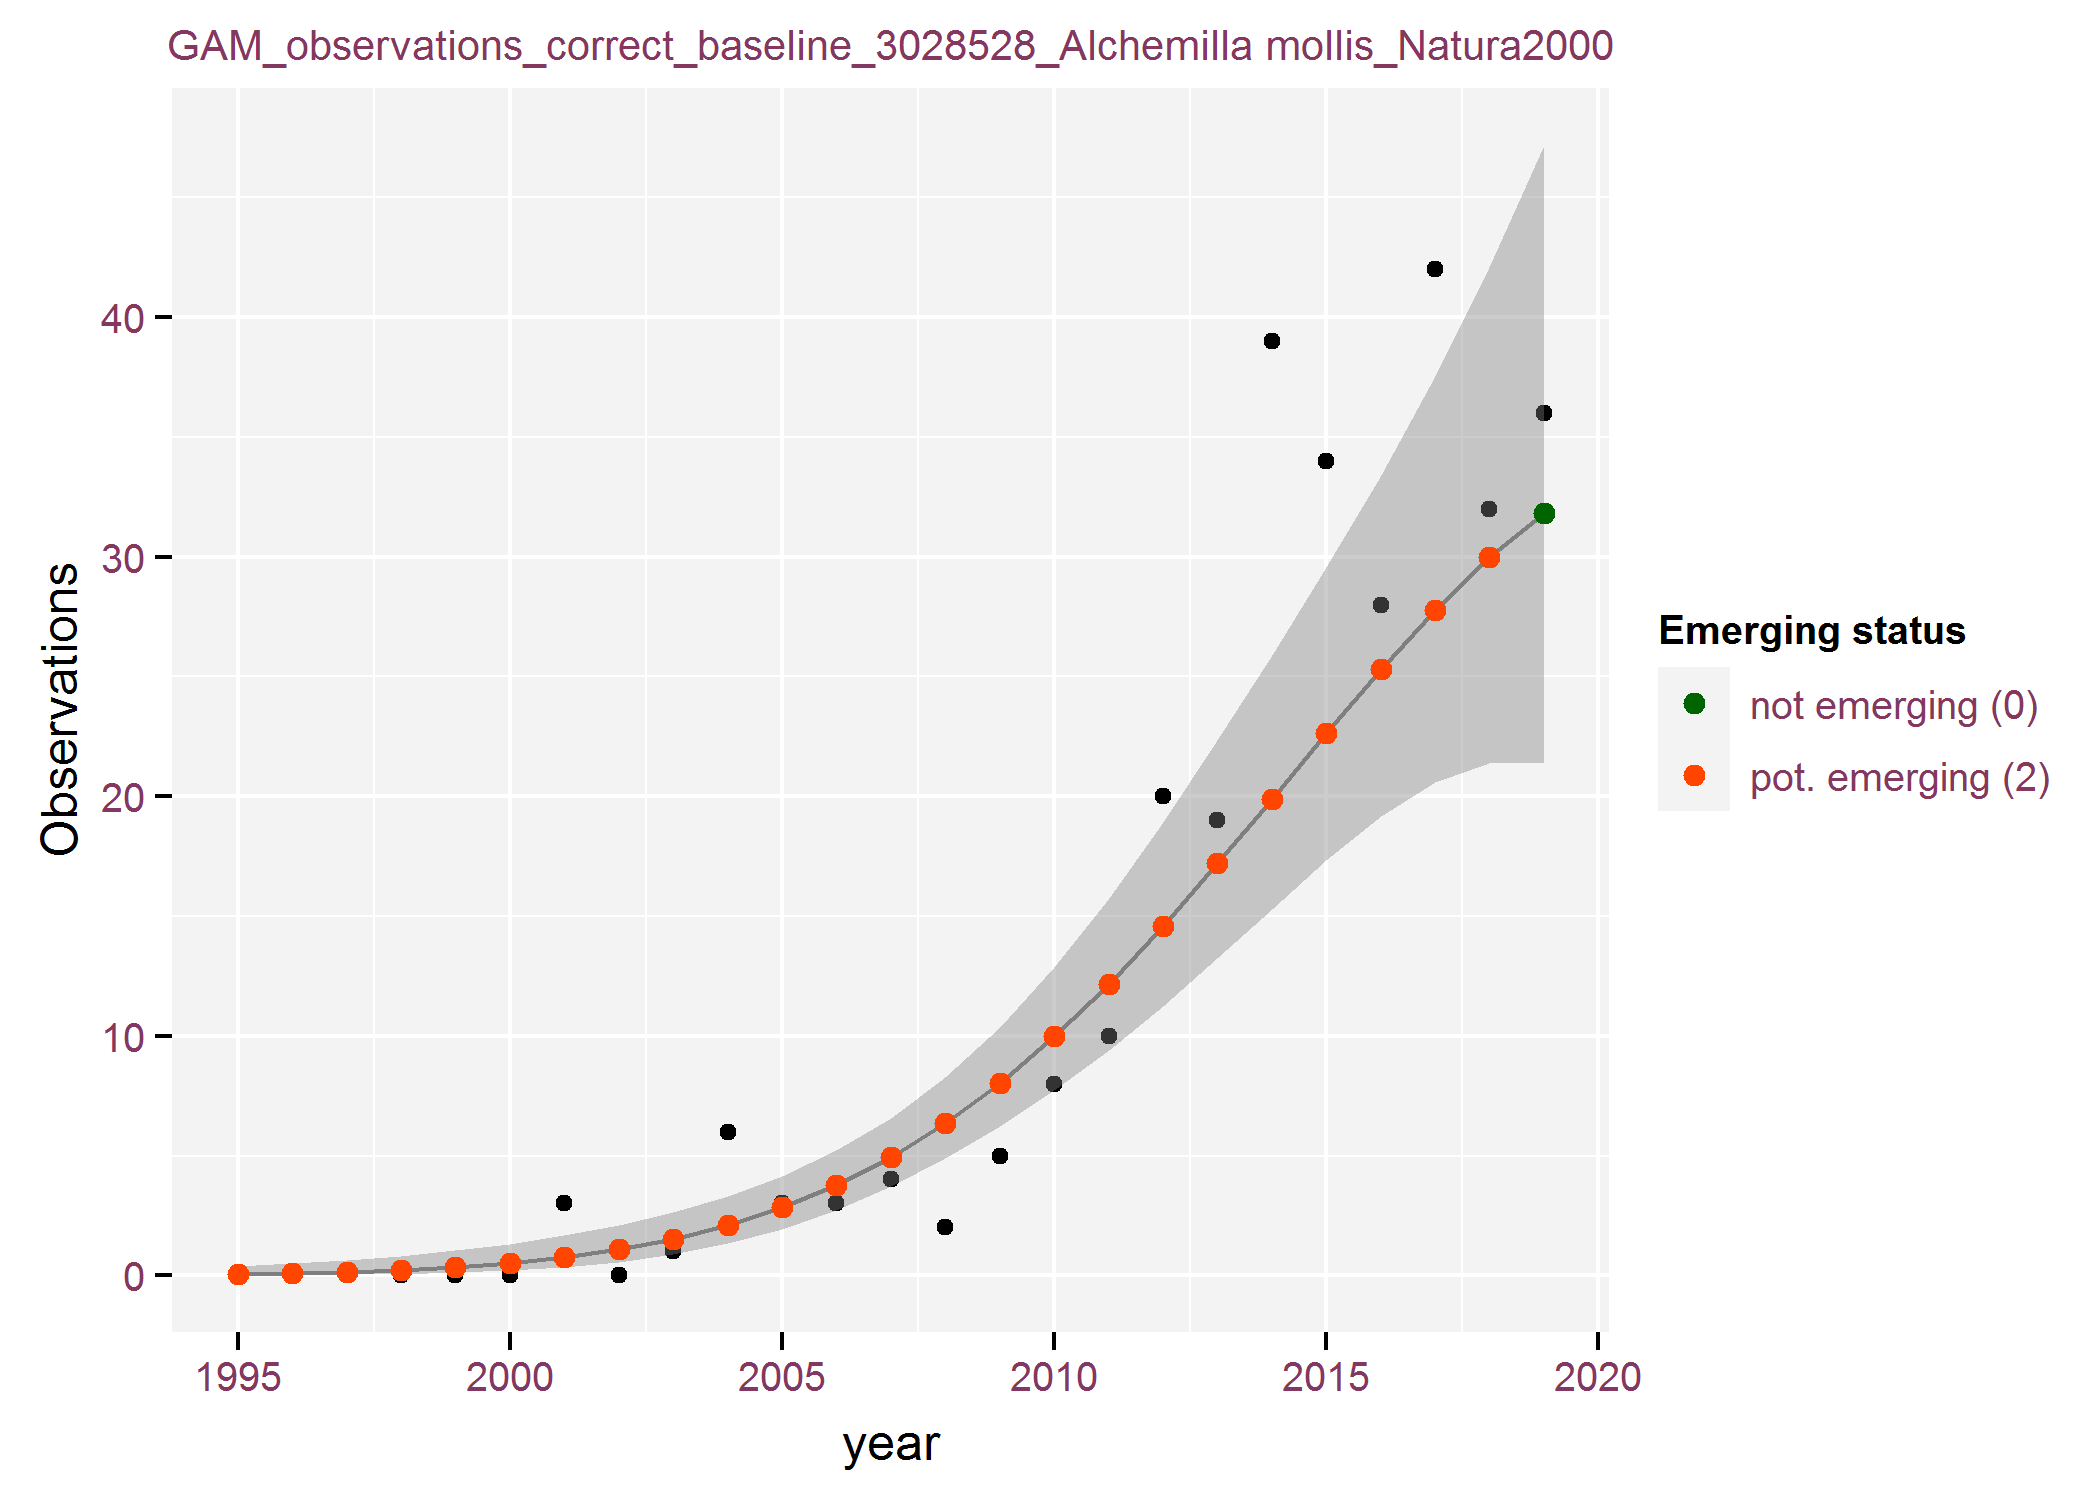 GAM_observations_correct_baseline_3028528_Alchemilla mollis_Natura2000
Observations
40
30
20
10
0
1995 2000 2005 2010 2015 2020
year
Emerging status
not emerging (0)
pot. emerging (2)